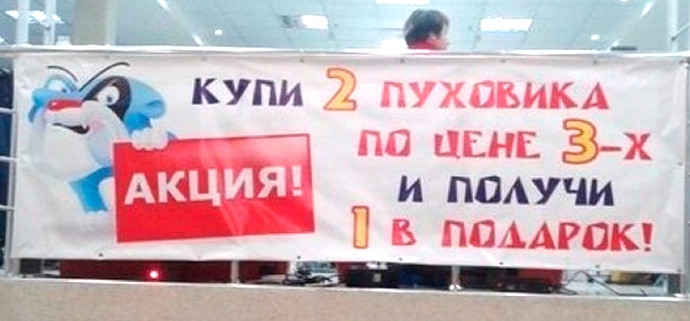 АКЦИЯ!
КУПИ 2 ПУХОВИКА
ПО ЦЕНЕ 3-Х
И ПОЛУЧИ
1 В ПОДАРОК!